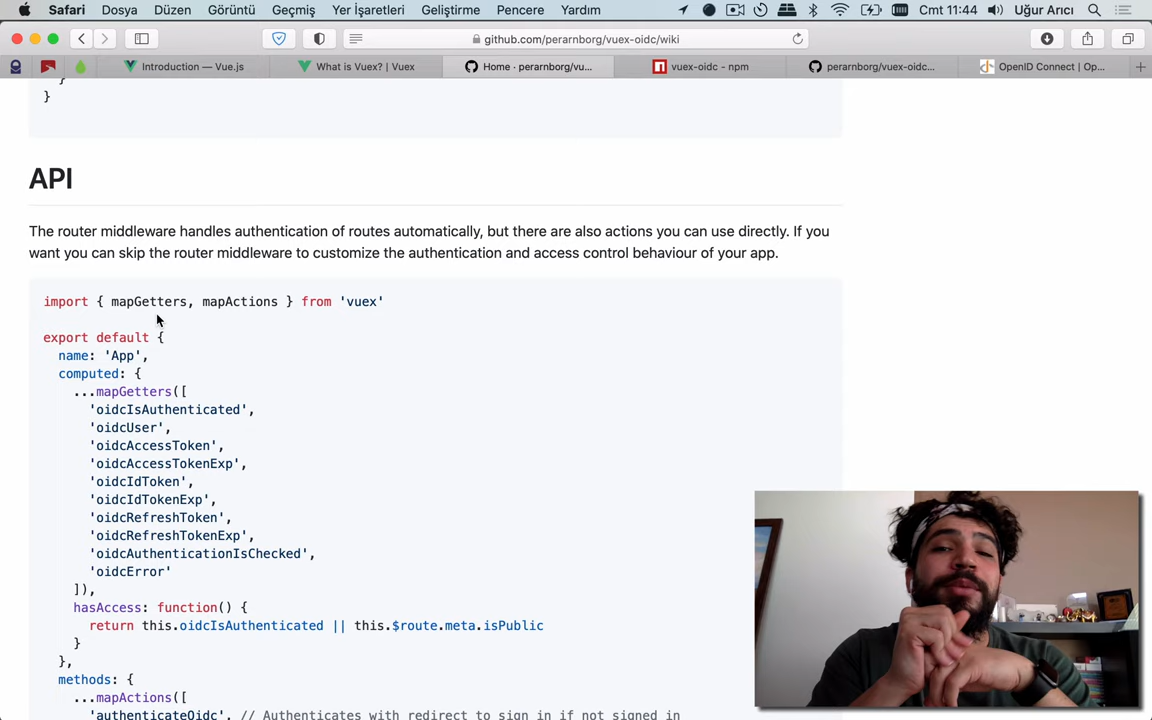 Safari Dosya Düzen Görüntü Geçmiş Yer İşaretleri Geliştirme Pencere Yardım Cmt 11:44 Uğur Arıcı
github.com/perarnborg/vuex-oidc/wiki
Introduction — Vue.js What is Vuex? | Vuex Home · perarnborg/vu... vuex-oidc - npm perarnborg/vuex-oidc... OpenID Connect | Op...
}
}
API
The router middleware handles authentication of routes automatically, but there are also actions you can use directly. If you
want you can skip the router middleware to customize the authentication and access control behaviour of your app.
import { mapGetters, mapActions } from 'vuex'
export default {
name: 'App',
computed: {
...mapGetters([
'oidcIsAuthenticated',
'oidcUser',
'oidcAccessToken',
'oidcAccessTokenExp',
'oidcIdToken',
'oidcIdTokenExp',
'oidcRefreshToken',
'oidcRefreshTokenExp',
'oidcAuthenticationIsChecked',
'oidcError'
]),
hasAccess: function() {
return this.oidcIsAuthenticated || this.$route.meta.isPublic
}
},
methods: {
...mapActions([
'authenticateOidc', // Authenticates with redirect to sign in if not signed in